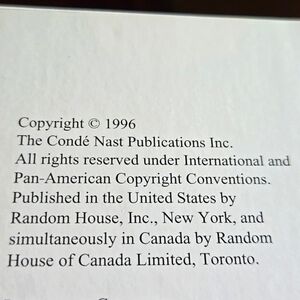 Copyright © 1996
The Condé Nast Publications Inc.
All rights reserved under International and
Pan-American Copyright Conventions.
Published in the United States by
Random House, Inc., New York, and
simultaneously in Canada by Random
House of Canada Limited, Toronto.